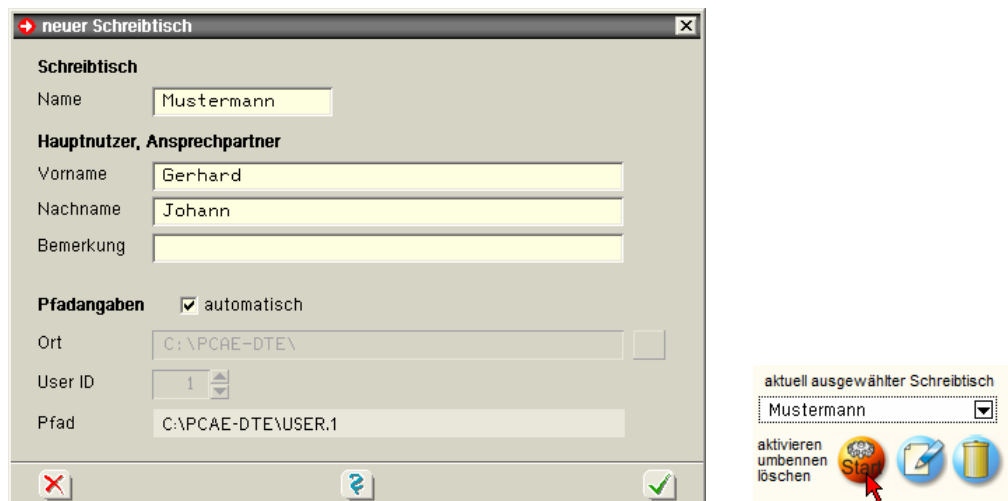 neuer Schreibtisch
Schreibtisch
Name Mustermann
Hauptnutzer, Ansprechpartner
Vorname Gerhard
Nachname Johann
Bemerkung
Pfadangaben automatisch
Ort C:\PCAE-DTE\
User ID 1
Pfad C:\PCAE-DTE\USER.1
aktuell ausgewählter Schreibtisch
Mustermann
aktivieren
umbennen
löschen
Start